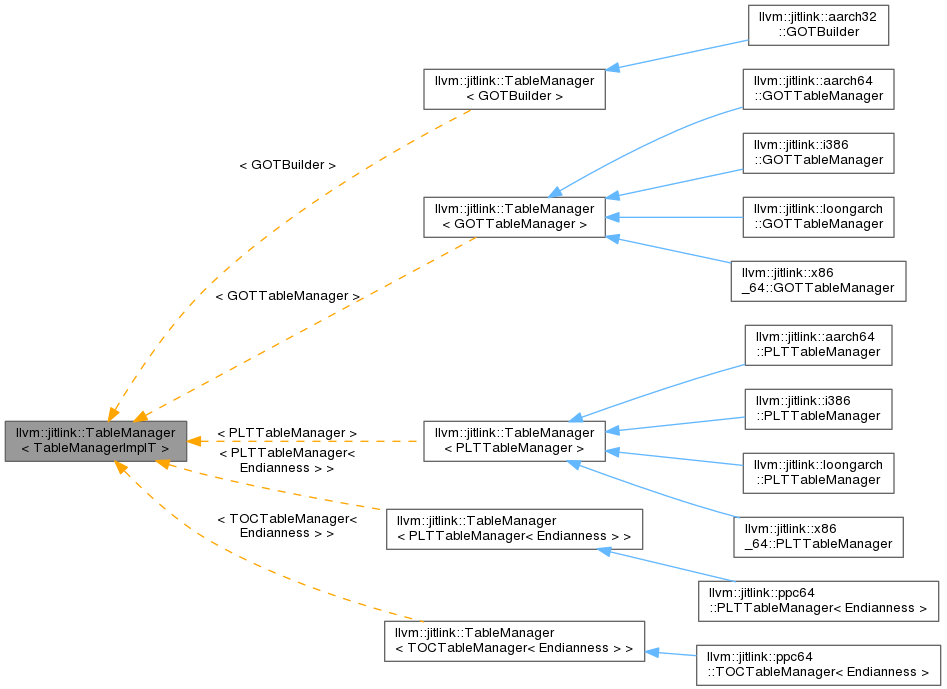 llvm::jitlink::aarch32
::GOTBuilder
llvm::jitlink::TableManager
< GOTBuilder >
llvm::jitlink::aarch64
::GOTTableManager
< GOTBuilder >
llvm::jitlink::i386
::GOTTableManager
llvm::jitlink::TableManager
< GOTTableManager >
llvm::jitlink::loongarch
::GOTTableManager
llvm::jitlink::x86
_64::GOTTableManager
< GOTTableManager >
llvm::jitlink::aarch64
::PLTTableManager
llvm::jitlink::i386
::PLTTableManager
llvm::jitlink::TableManager
< TableManagerImplT >
< PLTTableManager >
llvm::jitlink::TableManager
< PLTTableManager >
< PLTTableManager<
Endianness > >
llvm::jitlink::loongarch
::PLTTableManager
< TOCTableManager<
Endianness > >
llvm::jitlink::TableManager
< PLTTableManager< Endianness > >
llvm::jitlink::x86
_64::PLTTableManager
llvm::jitlink::ppc64
::PLTTableManager< Endianness >
llvm::jitlink::TableManager
< TOCTableManager< Endianness > >
llvm::jitlink::ppc64
::TOCTableManager< Endianness >